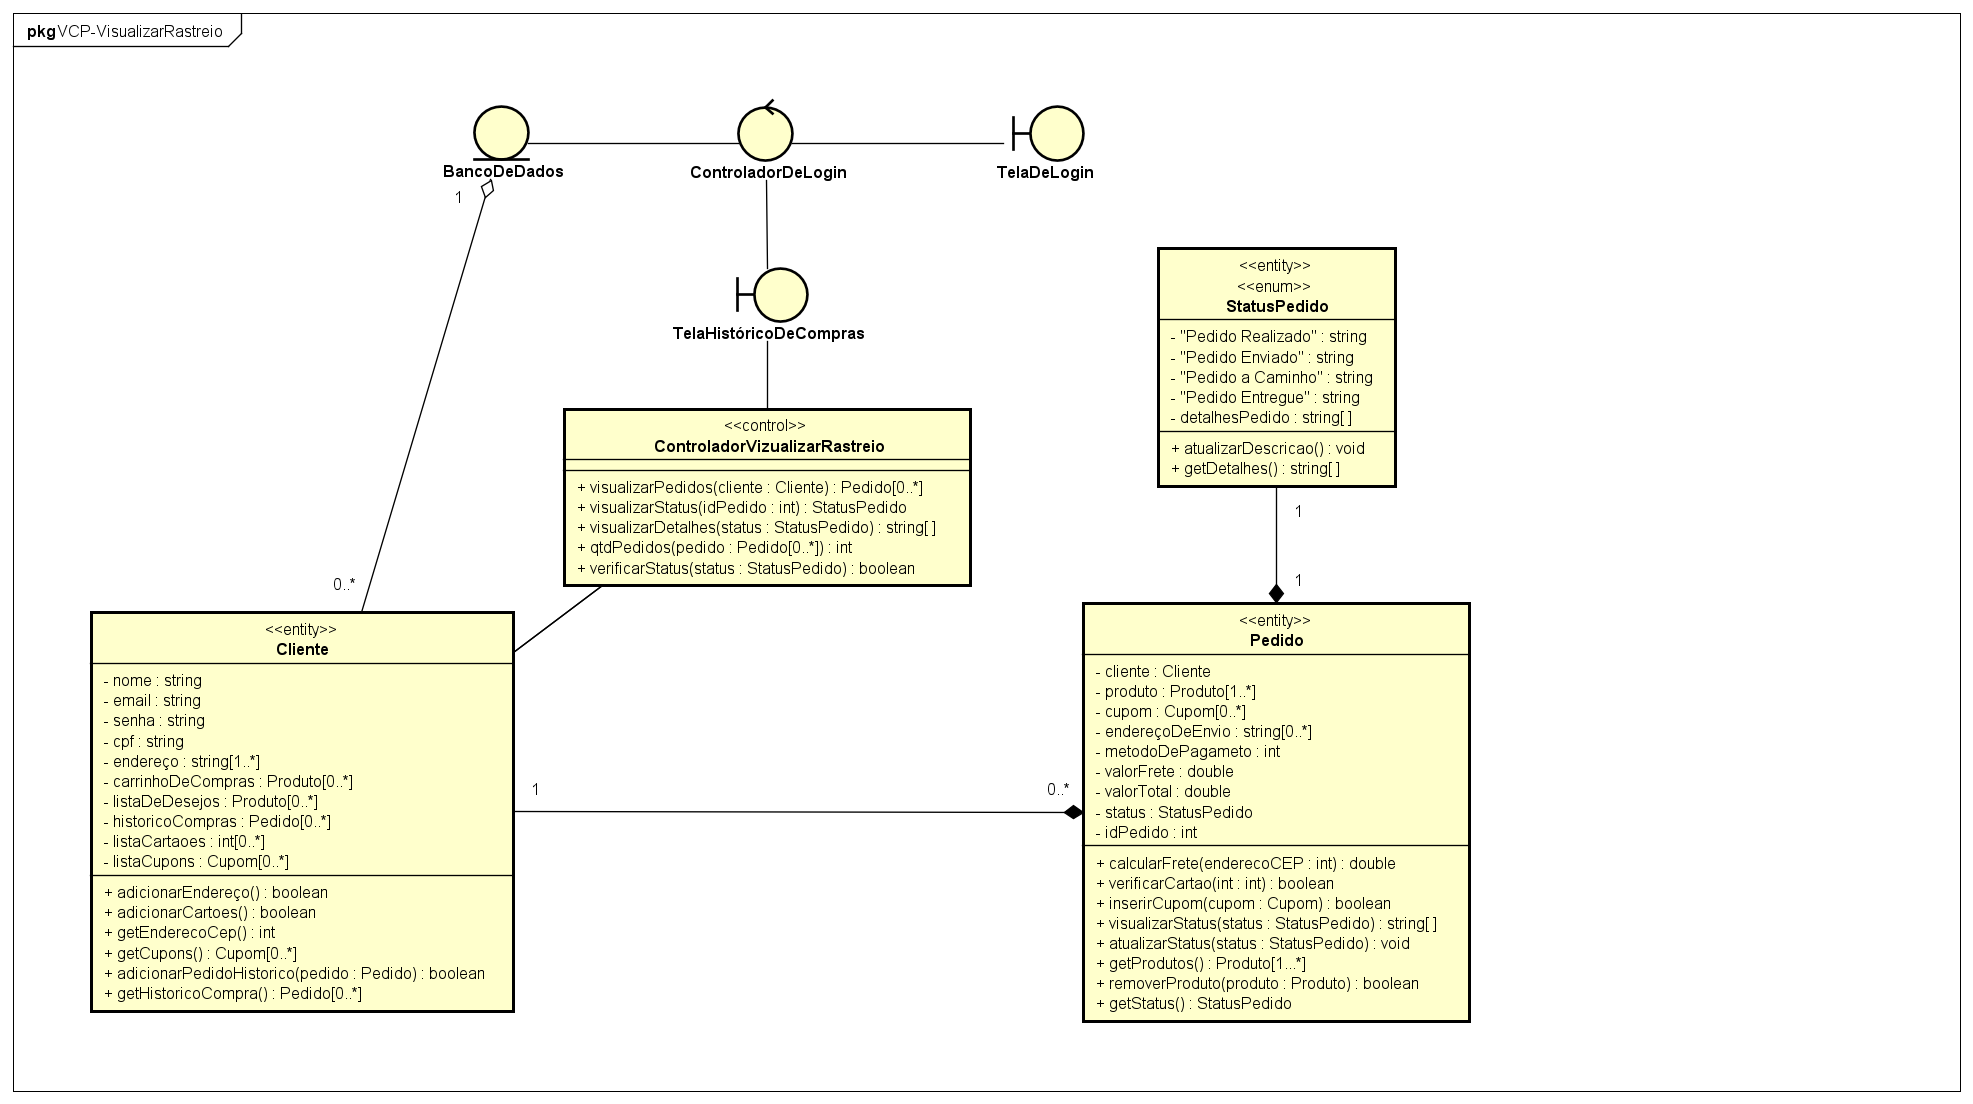 pkg VCP-VisualizarRastreio
BancoDeDados
ControladorDeLogin
TelaDeLogin
1
TelaHistóricoDeCompras
<<entity>>
<<enum>>
StatusPedido
- "Pedido Realizado" : string
- "Pedido Enviado" : string
- "Pedido a Caminho" : string
- "Pedido Entregue" : string
- detalhesPedido : string[ ]
+ atualizarDescricao() : void
+ getDetalhes() : string[ ]
1
1
<<control>>
ControladorVizualizarRastreio
+ visualizarPedidos(cliente : Cliente) : Pedido[0..*]
+ visualizarStatus(idPedido : int) : StatusPedido
+ visualizarDetalhes(status : StatusPedido) : string[ ]
+ qtdPedidos(pedido : Pedido[0..*]) : int
+ verificarStatus(status : StatusPedido) : boolean
0..*
<<entity>>
Cliente
- nome : string
- email : string
- senha : string
- cpf : string
- endereço : string[1..*]
- carrinhoDeCompras : Produto[0..*]
- listaDeDesejos : Produto[0..*]
- historicoCompras : Pedido[0..*]
- listaCartaoes : int[0..*]
- listaCupons : Cupom[0..*]
+ adicionarEndereço() : boolean
+ adicionarCartoes() : boolean
+ getEnderecoCep() : int
+ getCupons() : Cupom[0..*]
+ adicionarPedidoHistorico(pedido : Pedido) : boolean
+ getHistoricoCompra() : Pedido[0..*]
1
0..*
<<entity>>
Pedido
- cliente : Cliente
- produto : Produto[1..*]
- cupom : Cupom[0..*]
- endereçoDeEnvio : string[0..*]
- metodoDePagameto : int
- valorFrete : double
- valorTotal : double
- status : StatusPedido
- idPedido : int
+ calcularFrete(enderecoCEP : int) : double
+ verificarCartao(int : int) : boolean
+ inserirCupom(cupom : Cupom) : boolean
+ visualizarStatus(status : StatusPedido) : string[ ]
+ atualizarStatus(status : StatusPedido) : void
+ getProdutos() : Produto[1...*]
+ removerProduto(produto : Produto) : boolean
+ getStatus() : StatusPedido